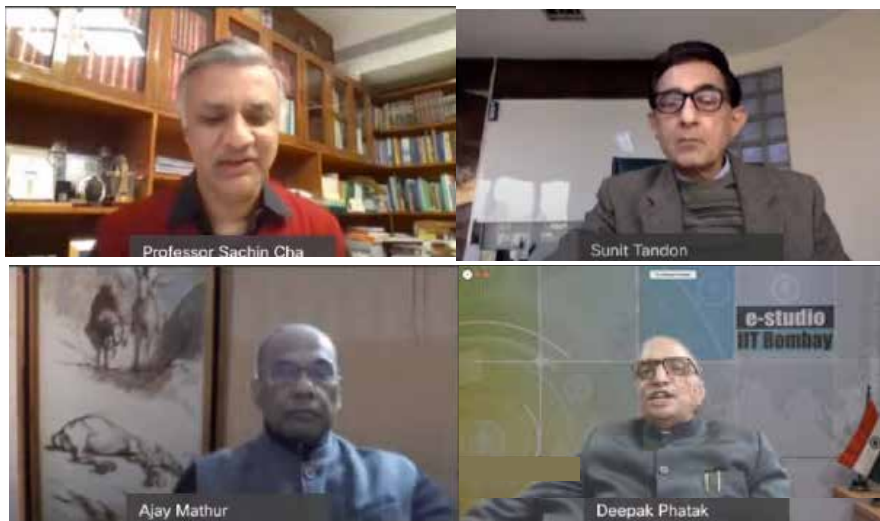 Professor Sachin Cha
Sunit Tandon
e-studio
IIT Bombay
Ajay Mathur
Deepak Phatak